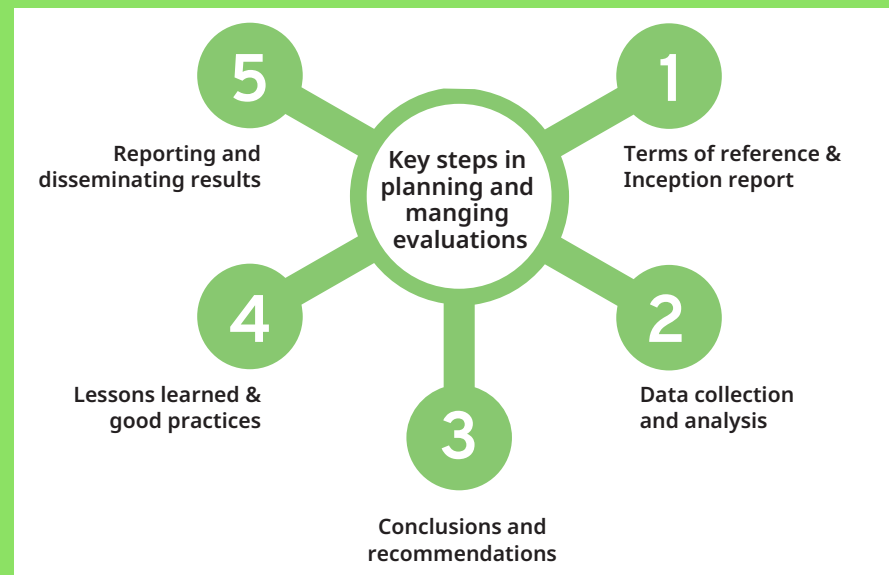 Key steps in
planning and
manging
evaluations
1
Terms of reference &
Inception report
2
Data collection
and analysis
3
Conclusions and
recommendations
4
Lessons learned &
good practices
5
Reporting and
disseminating results